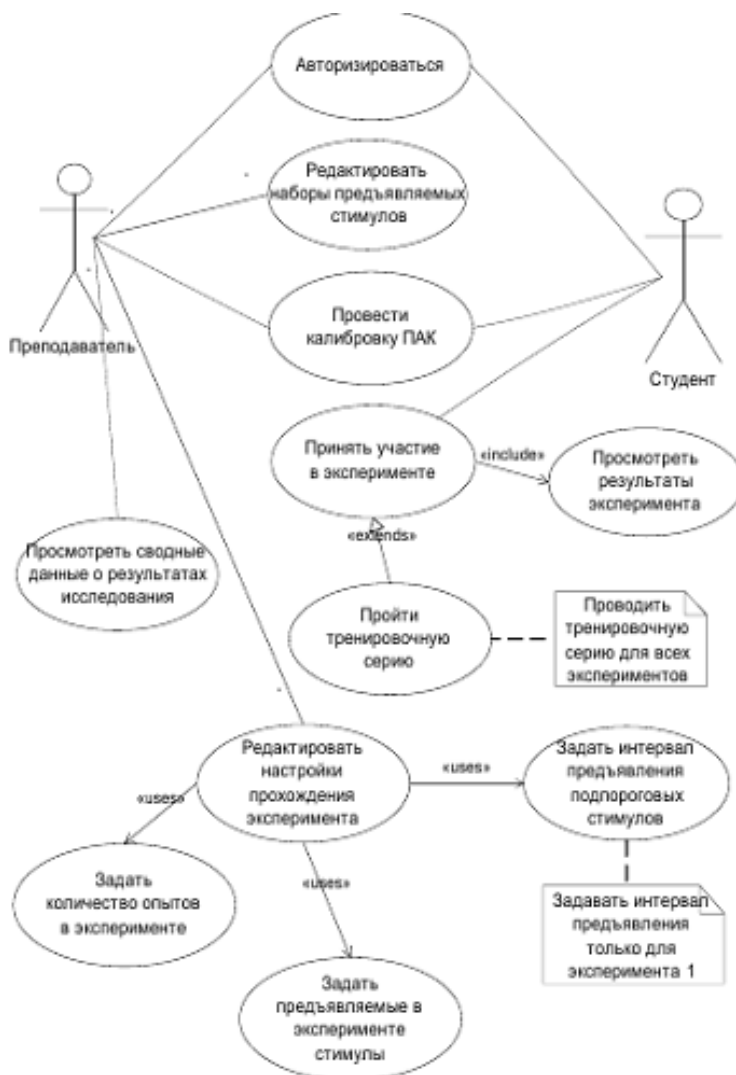 Авторизироваться
Редактировать
наборы предъявляемых
стимулов
Преподаватель
Провести
калибровку ПАК
Студент
Принять участие
в эксперименте
«include»
Просмотреть
результаты
эксперимента
«extends»
Просмотреть сводные
данные о результатах
исследования
Пройти
тренировочную
серию
Проводить
тренировочную
серию для всех
экспериментов
Редактировать
настройки
прохождения
эксперимента
«uses»
Задать интервал
предъявления
подпороговых
стимулов
«uses»
Задать
количество опытов
в эксперименте
«uses»
Задавать интервал
предъявления
только для
эксперимента 1
Задать
предъявляемые в
эксперименте
стимулы